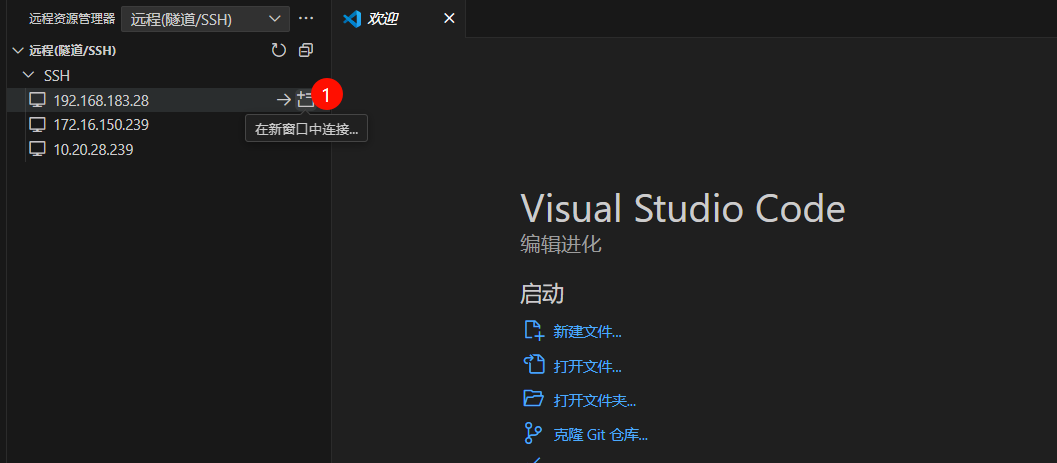 远程资源管理器 远程(隧道/SSH) ···
欢迎
远程(隧道/SSH)
SSH
192.168.183.28
1
在新窗口中连接...
172.16.150.239
10.20.28.239
Visual Studio Code
编辑进化
启动
新建文件...
打开文件...
打开文件夹...
克隆 Git 仓库...